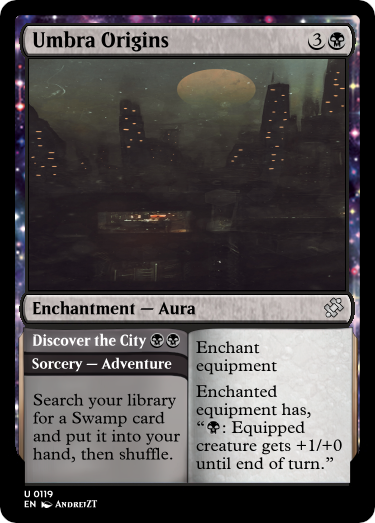 Umbra Origins 3
Enchantment — Aura
Discover the City
Sorcery — Adventure
Search your library
for a Swamp card
and put it into your
hand, then shuffle.
Enchant
equipment
Enchanted
equipment has,
“: Equipped
creature gets +1/+0
until end of turn.”
U 0119
EN AndreiZT